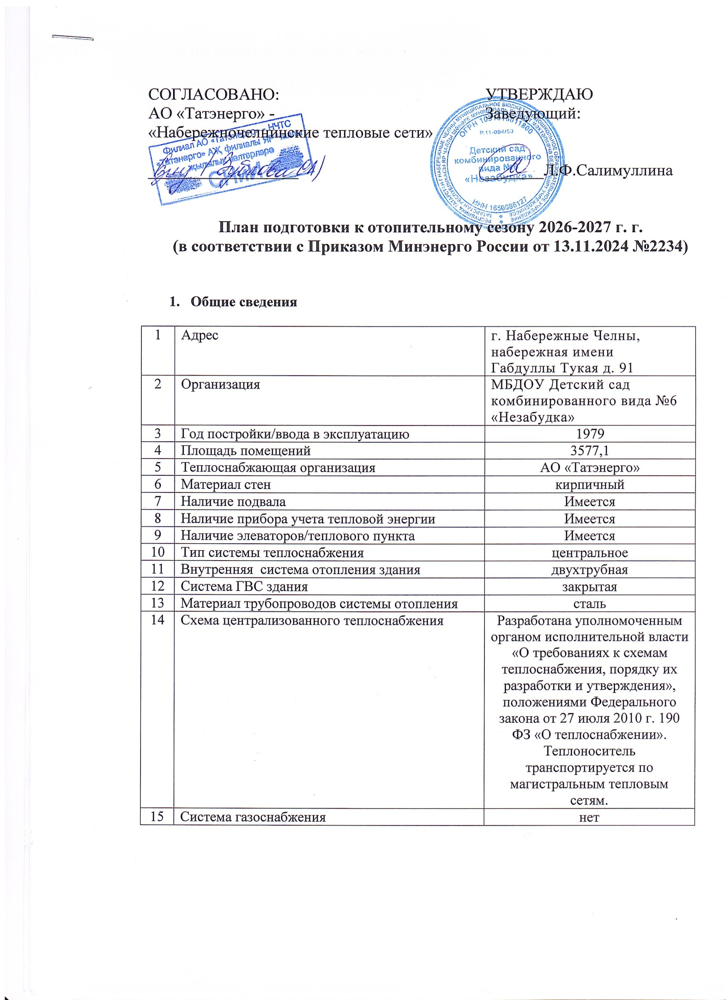 СОГЛАСОВАНО:
АО «Татэнерго» -
«Набережночелнинские тепловые сети»
УТВЕРЖДАЮ
Заведующий:
Л.Ф.Салимуллина
Филиал АО «Татэнерго» - НЧТС
«Татэнерго» АҖ филиалы ЯР Чаллы
җылылык челтәрләре
Р.11-004/50
Детский сад
комбинированного
вида №6
«Незабудка»
ИНН 1650086127
План подготовки к отопительному сезону 2026-2027 г. г.
(в соответствии с Приказом Минэнерго России от 13.11.2024 №2234)
1. Общие сведения
1 Адрес г. Набережные Челны,
набережная имени
Габдуллы Тукая д. 91
2 Организация МБДОУ Детский сад
комбинированного вида №6
«Незабудка»
3 Год постройки/ввода в эксплуатацию 1979
4 Площадь помещений 3577,1
5 Теплоснабжающая организация АО «Татэнерго»
6 Материал стен кирпичный
7 Наличие подвала Имеется
8 Наличие прибора учета тепловой энергии Имеется
9 Наличие элеваторов/теплового пункта Имеется
10 Тип системы теплоснабжения центральное
11 Внутренняя система отопления здания двухтрубная
12 Система ГВС здания закрытая
13 Материал трубопроводов системы отопления сталь
14 Схема централизованного теплоснабжения Разработана уполномоченным
органом исполнительной власти
«О требованиях к схемам
теплоснабжения, порядку их
разработки и утверждения»,
положениями Федерального
закона от 27 июля 2010 г. 190
ФЗ «О теплоснабжении».
Теплоноситель
транспортируется по
магистральным тепловым
сетям.
15 Система газоснабжения нет